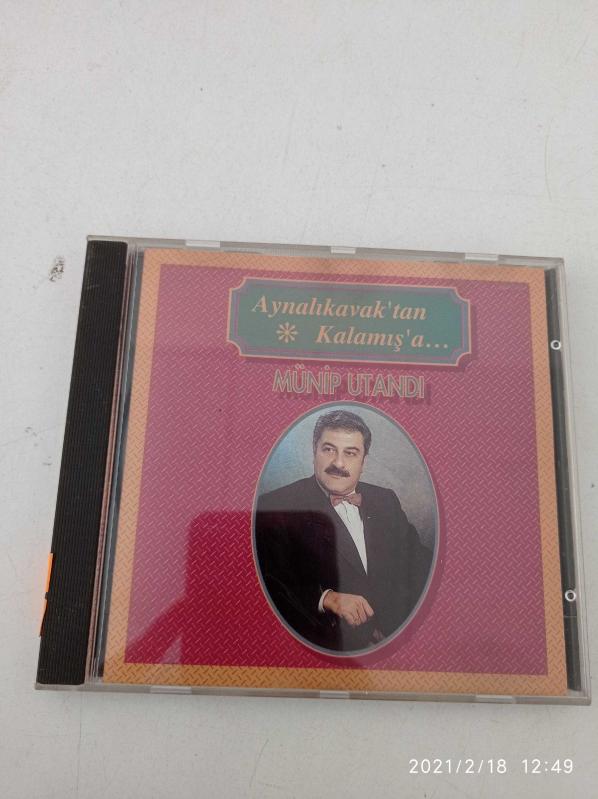 Aynalıkavak'tan
Kalamış'a...
MÜNİP UTANDI
2021/2/18 12:49